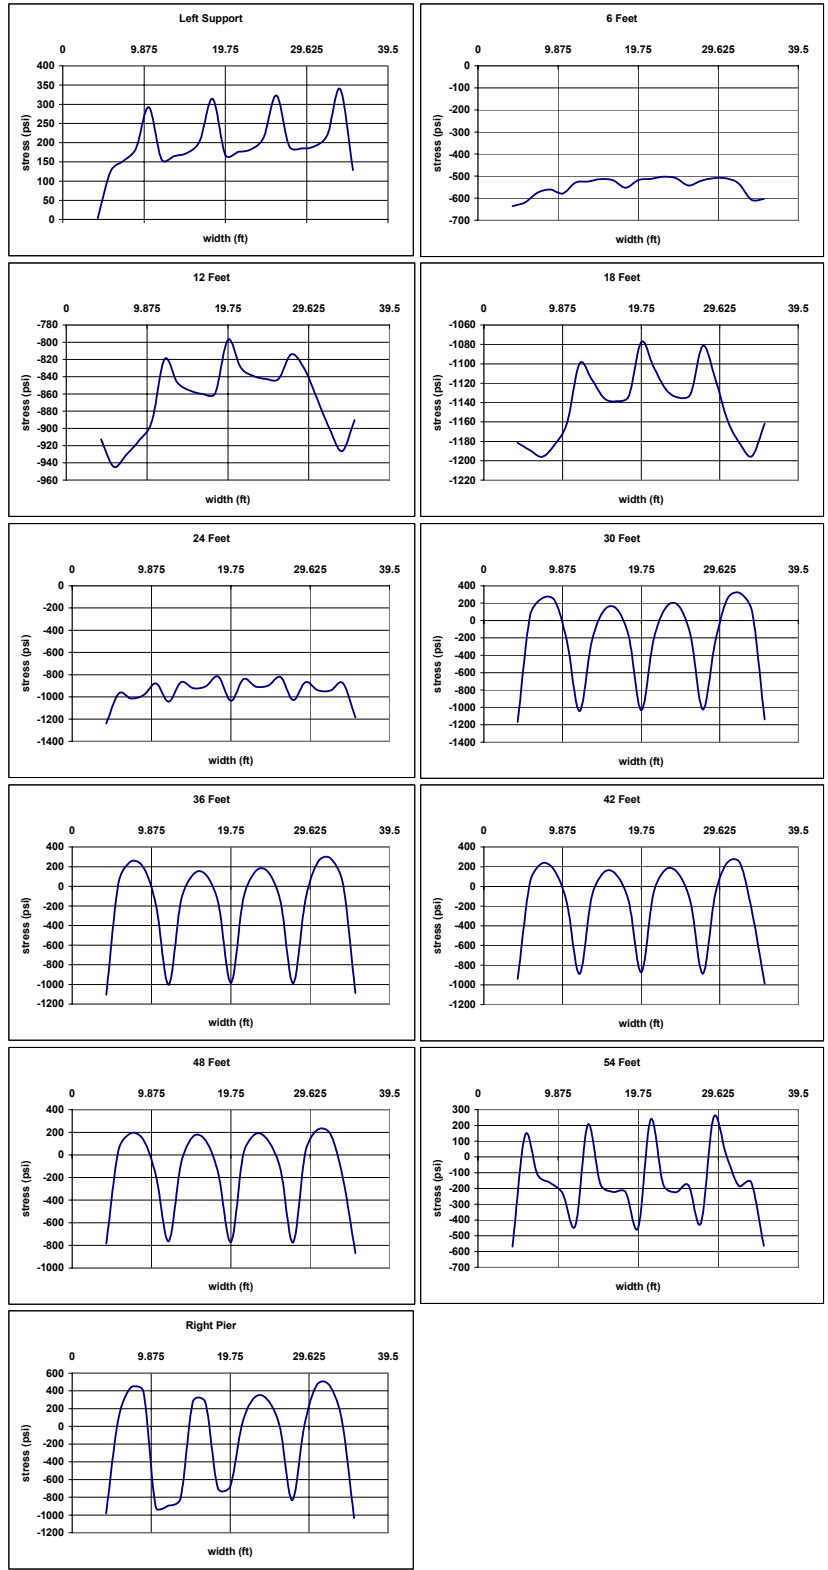 Left Support
0 9.875 19.75 29.625 39.5
400
350
300
250
200
150
100
50
0
stress (psi)
width (ft)
6 Feet
0 9.875 19.75 29.625 39.5
0
-100
-200
-300
-400
-500
-600
-700
stress (psi)
width (ft)
12 Feet
0 9.875 19.75 29.625 39.5
-780
-800
-820
-840
-860
-880
-900
-920
-940
-960
stress (psi)
width (ft)
18 Feet
0 9.875 19.75 29.625 39.5
-1060
-1080
-1100
-1120
-1140
-1160
-1180
-1200
-1220
stress (psi)
width (ft)
24 Feet
0 9.875 19.75 29.625 39.5
0
-200
-400
-600
-800
-1000
-1200
-1400
stress (psi)
width (ft)
30 Feet
0 9.875 19.75 29.625 39.5
400
200
0
-200
-400
-600
-800
-1000
-1200
-1400
stress (psi)
width (ft)
36 Feet
0 9.875 19.75 29.625 39.5
400
200
0
-200
-400
-600
-800
-1000
-1200
stress (psi)
width (ft)
42 Feet
0 9.875 19.75 29.625 39.5
400
200
0
-200
-400
-600
-800
-1000
-1200
stress (psi)
width (ft)
48 Feet
0 9.875 19.75 29.625 39.5
400
200
0
-200
-400
-600
-800
-1000
stress (psi)
width (ft)
54 Feet
0 9.875 19.75 29.625 39.5
300
200
100
0
-100
-200
-300
-400
-500
-600
-700
stress (psi)
width (ft)
Right Pier
0 9.875 19.75 29.625 39.5
600
400
200
0
-200
-400
-600
-800
-1000
-1200
stress (psi)
width (ft)